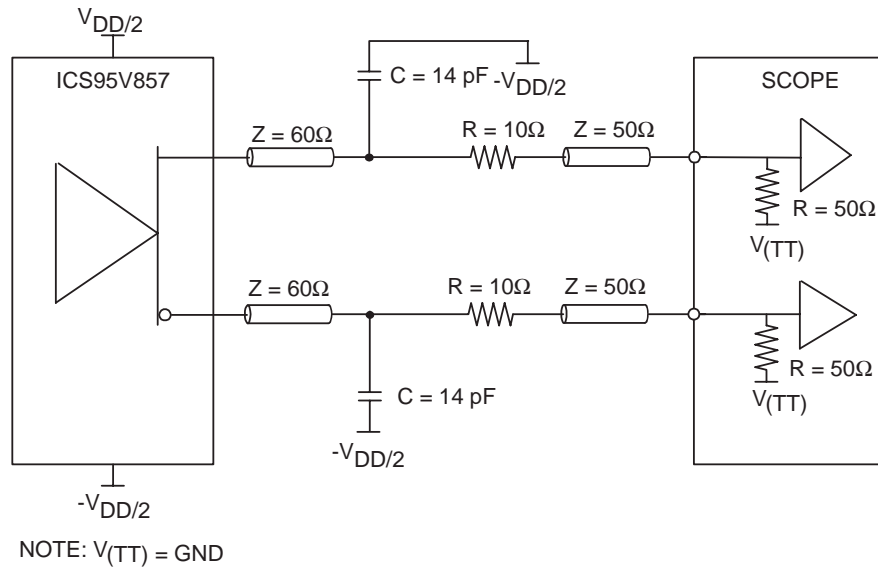 VDD/2
ICS95V857
C = 14 pF
-VDD/2
SCOPE
Z = 60Ω
R = 10Ω
Z = 50Ω
R = 50Ω
V(TT)
Z = 60Ω
R = 10Ω
Z = 50Ω
R = 50Ω
V(TT)
C = 14 pF
-VDD/2
-VDD/2
NOTE: V(TT) = GND